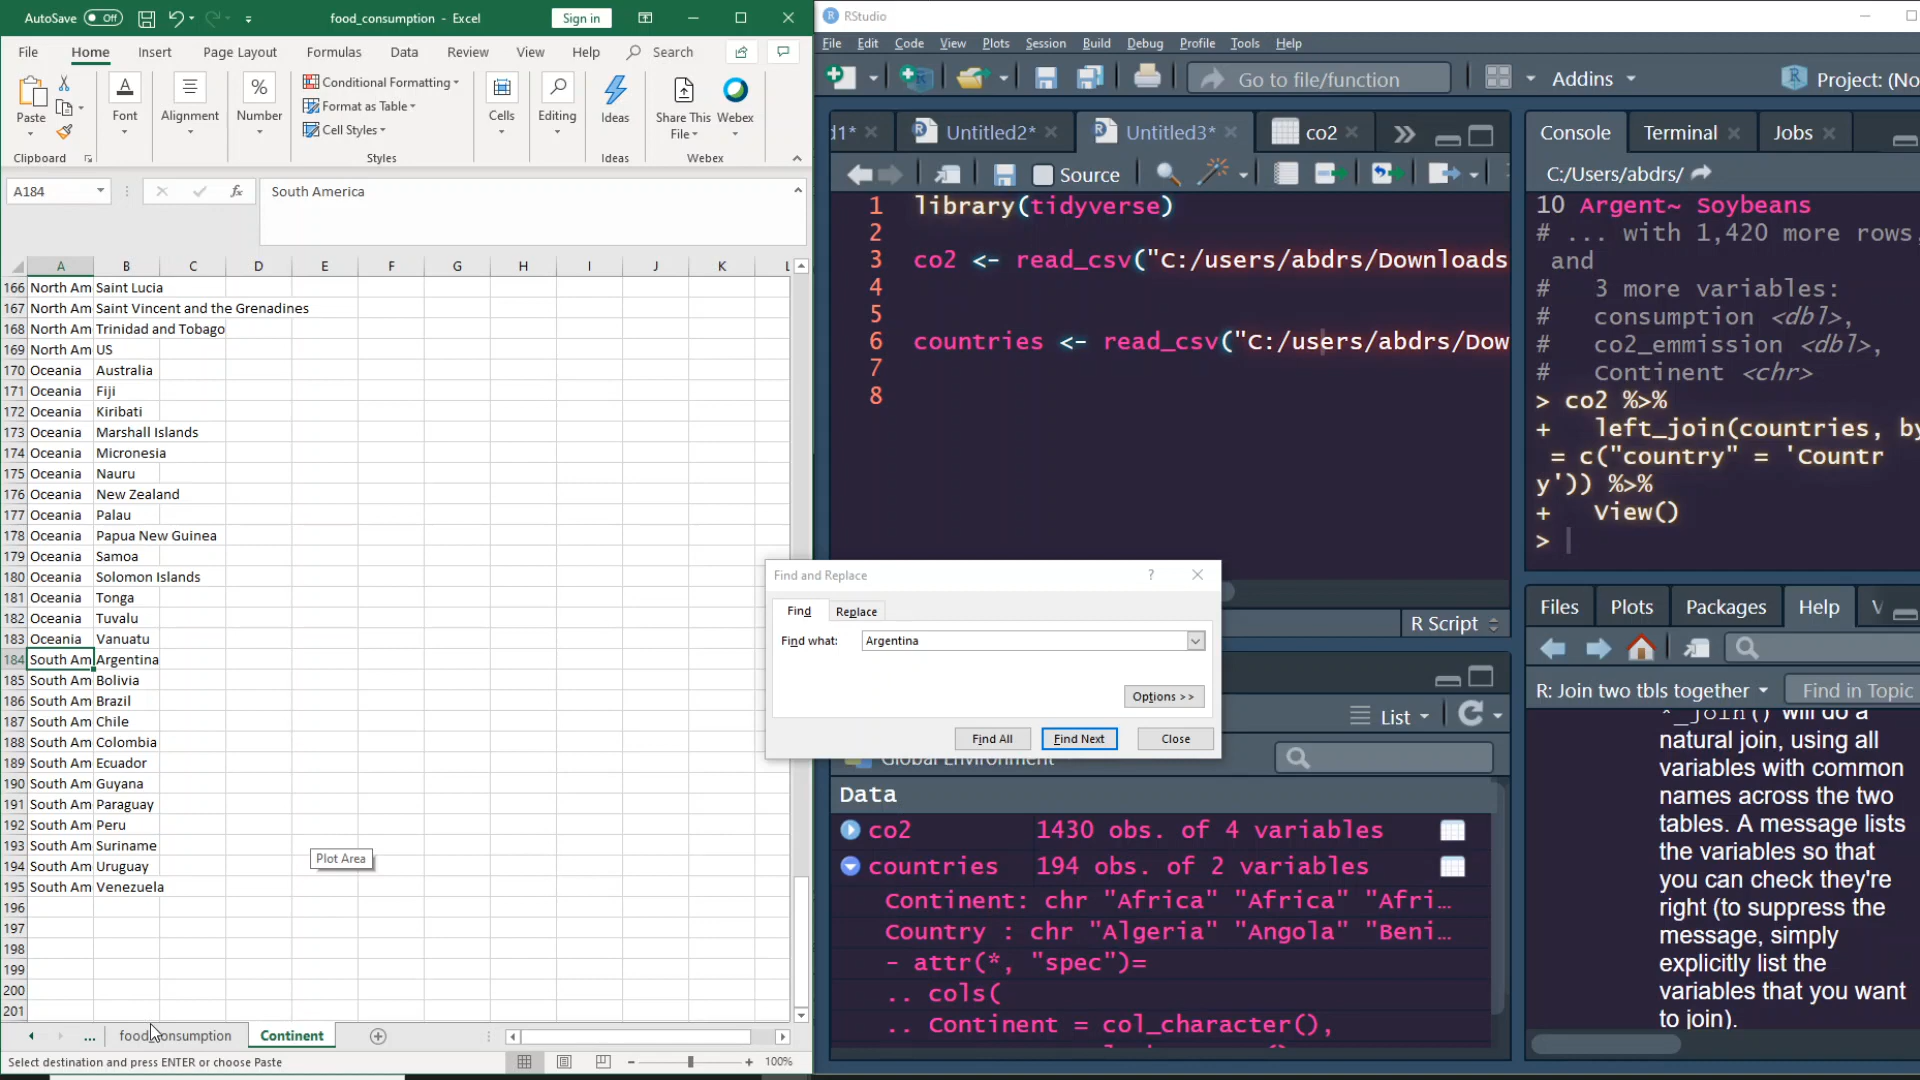 AutoSave Off
food_consumption - Excel
Sign in
File Home Insert Page Layout Formulas Data Review View Help Search
Paste
Clipboard
Font
Alignment
%
Number
Conditional Formatting
Format as Table
Cell Styles
Styles
Cells
Editing
Ideas
Ideas
Share This File
Webex
Webex
A184
fx
South America
A B C D E F G H I J K L
166 North Am Saint Lucia
167 North Am Saint Vincent and the Grenadines
168 North Am Trinidad and Tobago
169 North Am US
170 Oceania Australia
171 Oceania Fiji
172 Oceania Kiribati
173 Oceania Marshall Islands
174 Oceania Micronesia
175 Oceania Nauru
176 Oceania New Zealand
177 Oceania Palau
178 Oceania Papua New Guinea
179 Oceania Samoa
180 Oceania Solomon Islands
181 Oceania Tonga
182 Oceania Tuvalu
183 Oceania Vanuatu
184 South Am Argentina
185 South Am Bolivia
186 South Am Brazil
187 South Am Chile
188 South Am Colombia
189 South Am Ecuador
190 South Am Guyana
191 South Am Paraguay
192 South Am Peru
193 South Am Suriname
194 South Am Uruguay
195 South Am Venezuela
196
197
198
199
200
201
Plot Area
... food_consumption Continent
Select destination and press ENTER or choose Paste
100%
Find and Replace
Find Replace
Find what: Argentina
Options >>
Find All Find Next Close
RStudio
File Edit Code View Plots Session Build Debug Profile Tools Help
Go to file/function
Addins
Project: (No
d1* Untitled2* Untitled3* co2
Source
1 library(tidyverse)
2
3 co2 <- read_csv("C:/users/abdrs/Downloads
4
5
6 countries <- read_csv("C:/users/abdrs/Dow
7
8
R Script
List
Global Environment
Data
co2 1430 obs. of 4 variables
countries 194 obs. of 2 variables
Continent: chr "Africa" "Africa" "Afri...
Country : chr "Algeria" "Angola" "Beni...
- attr(*, "spec")=
.. cols(
.. Continent = col_character(),
Console Terminal Jobs
C:/Users/abdrs/
10 Argent~ Soybeans
# ... with 1,420 more rows,
and
# 3 more variables:
# consumption <dbl>,
# co2_emmission <dbl>,
# Continent <chr>
> co2 %>%
+ left_join(countries, by
= c("country" = 'Countr
y')) %>%
+ View()
>
Files Plots Packages Help V
R: Join two tbls together
Find in Topic
*_join() will do a
natural join, using all
variables with common
names across the two
tables. A message lists
the variables so that
you can check they're
right (to suppress the
message, simply
explicitly list the
variables that you want
to join).